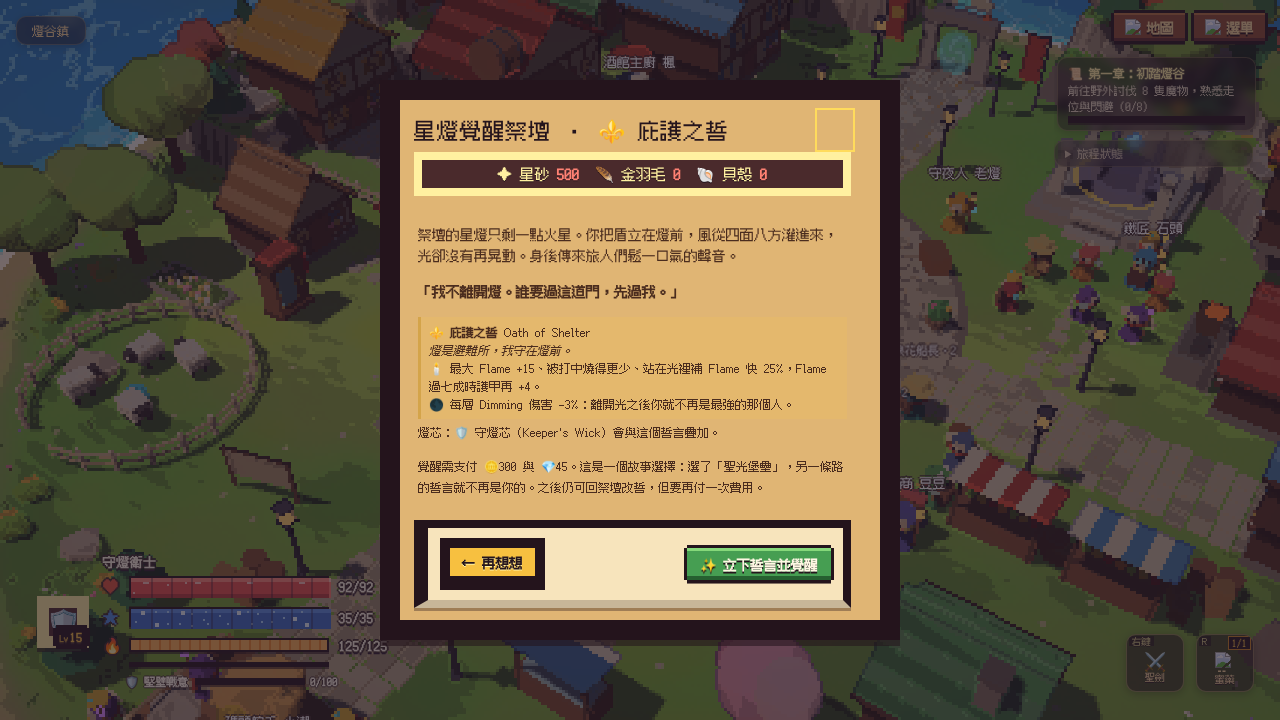 燈谷鎮
酒館主廚 楓
地圖
選單
第一章：初踏燈谷
前往野外討伐 8 隻魔物，熟悉走
位與閃避（0/8）
▶ 旅程狀態
守夜人 老燈
鐵匠 石頭
星燈覺醒祭壇 · ⚜️ 庇護之誓
星砂 500 金羽毛 0 貝殼 0
祭壇的星燈只剩一點火星。你把盾立在燈前，風從四面八方灌進來，
光卻沒有再晃動。身後傳來旅人們鬆一口氣的聲音。
「我不離開燈。誰要過這道門，先過我。」
⚜️ 庇護之誓 Oath of Shelter
燈是避難所，我守在燈前。
🕯️ 最大 Flame +15、被打中燒得更少、站在光裡補 Flame 快 25%，Flame
過七成時護甲再 +4。
🌑 每層 Dimming 傷害 -3%：離開光之後你就不再是最強的那個人。
燈芯：🛡️ 守燈芯（Keeper's Wick）會與這個誓言疊加。
覺醒需支付 🪙300 與 💎45。這是一個故事選擇：選了「聖光堡壘」，另一條路
的誓言就不再是你的。之後仍可回祭壇改誓，但要再付一次費用。
← 再想想
✨ 立下誓言並覺醒
商 豆豆
守燈衛士
92/92
35/35
Lv15
125/125
0/100
右鍵
聖劍
R
1/1